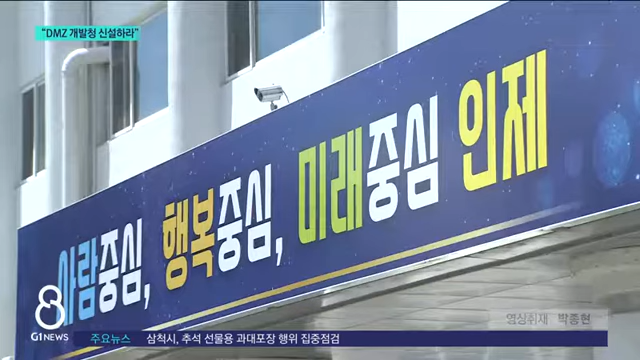 "DMZ 개발청 신설하라"
사람중심, 행복중심, 미래중심 인제
영상취재 박종현
8
G1NEWS
주요뉴스 삼척시, 추석 선물용 과대포장 행위 집중점검